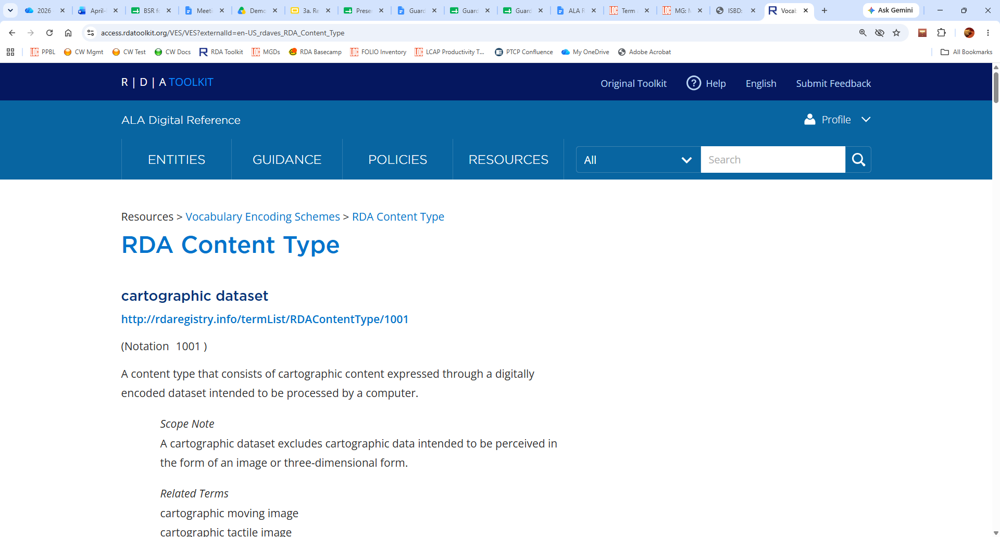 2026
April-
BSR fo
Meeti
Demo
3a. Re
Prese
Guard
Guard
Guard
ALA R
Term
MG: M
ISBD:
Vocab
Ask Gemini
access.rdatoolkit.org/VES/VES?externalId=en-US_rdaves_RDA_Content_Type
PPBL
CW Mgmt
CW Test
CW Docs
RDA Toolkit
MGDs
RDA Basecamp
FOLIO Inventory
LCAP Productivity T...
PTCP Confluence
My OneDrive
Adobe Acrobat
All Bookmarks
R | D | A TOOLKIT
Original Toolkit
? Help
English
Submit Feedback
ALA Digital Reference
Profile
ENTITIES
GUIDANCE
POLICIES
RESOURCES
All
Search
Resources > Vocabulary Encoding Schemes > RDA Content Type
RDA Content Type
cartographic dataset
http://rdaregistry.info/termList/RDAContentType/1001
(Notation 1001 )
A content type that consists of cartographic content expressed through a digitally
encoded dataset intended to be processed by a computer.
Scope Note
A cartographic dataset excludes cartographic data intended to be perceived in
the form of an image or three-dimensional form.
Related Terms
cartographic moving image
cartographic tactile image